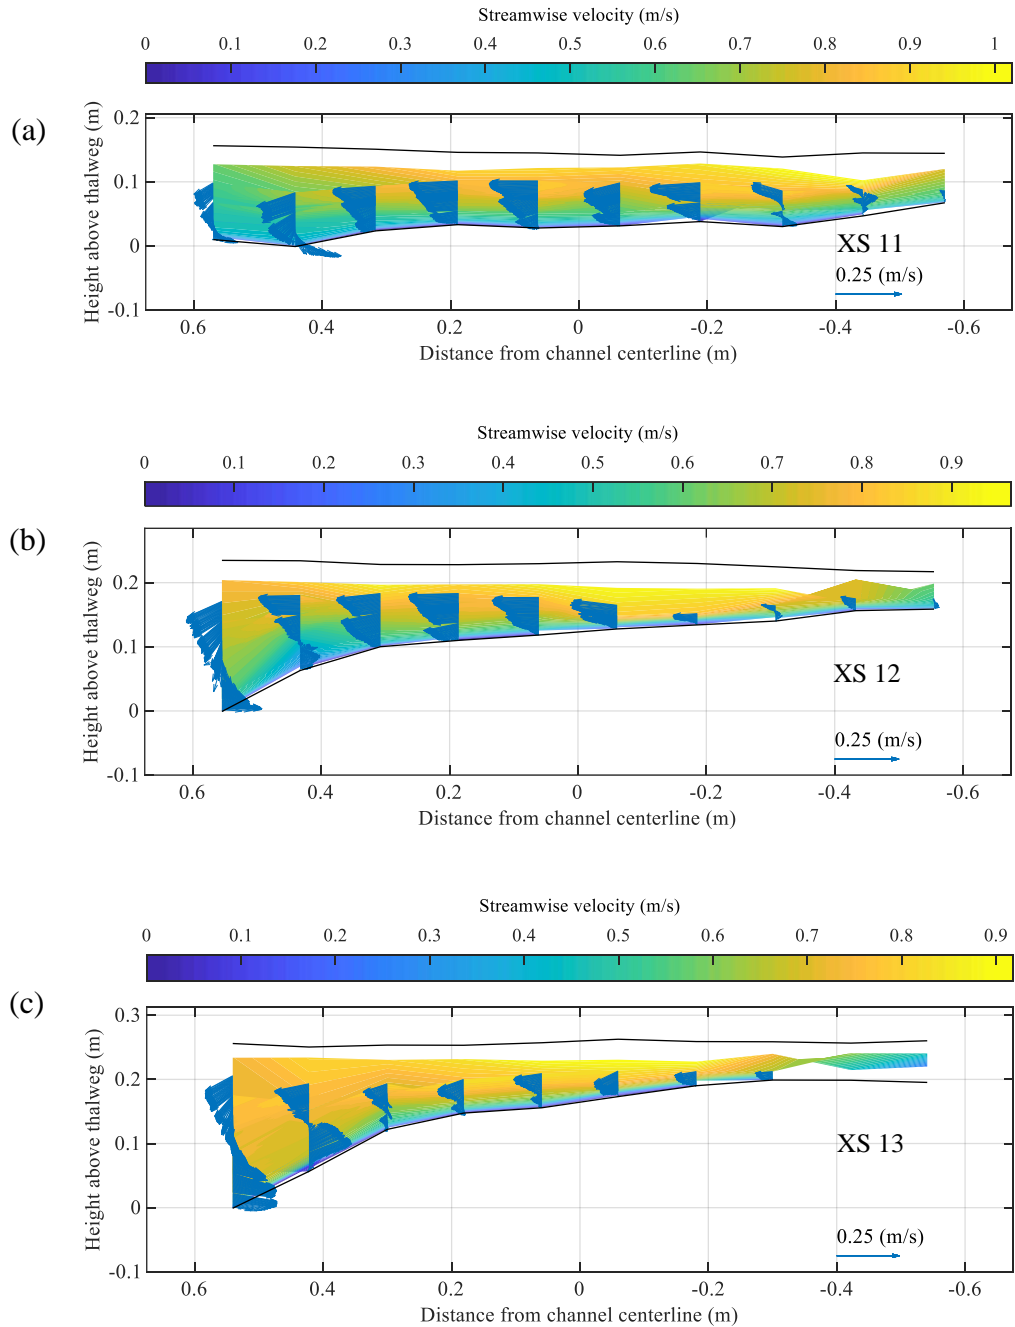 Streamwise velocity (m/s)
0 0.1 0.2 0.3 0.4 0.5 0.6 0.7 0.8 0.9 1
(a)
Height above thalweg (m)
0.2
0.1
0
-0.1
XS 11
0.25 (m/s)
0.6 0.4 0.2 0 -0.2 -0.4 -0.6
Distance from channel centerline (m)
Streamwise velocity (m/s)
0 0.1 0.2 0.3 0.4 0.5 0.6 0.7 0.8 0.9
(b)
Height above thalweg (m)
0.2
0.1
0
-0.1
XS 12
0.25 (m/s)
0.6 0.4 0.2 0 -0.2 -0.4 -0.6
Distance from channel centerline (m)
Streamwise velocity (m/s)
0 0.1 0.2 0.3 0.4 0.5 0.6 0.7 0.8 0.9
(c)
Height above thalweg (m)
0.3
0.2
0.1
0
-0.1
XS 13
0.25 (m/s)
0.6 0.4 0.2 0 -0.2 -0.4 -0.6
Distance from channel centerline (m)